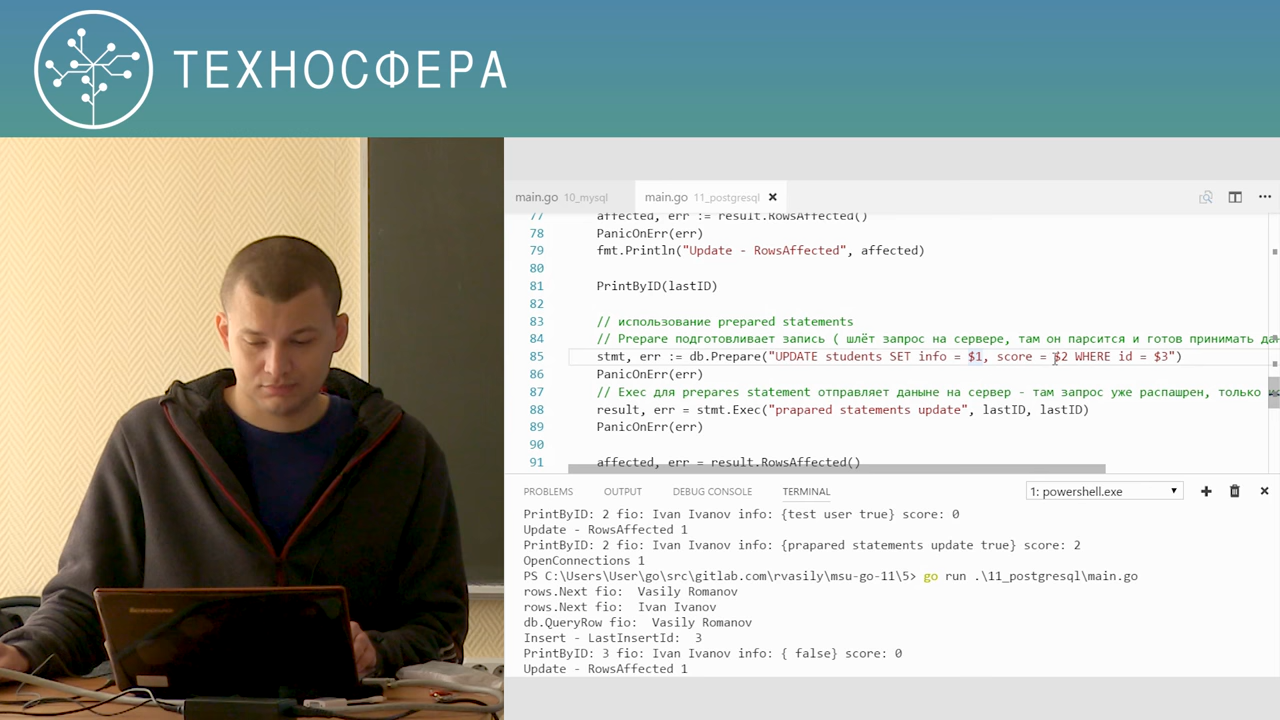 ТЕХНОСФЕРА
main.go 10_mysql main.go 11_postgresql
77 affected, err := result.RowsAffected()
78 PanicOnErr(err)
79 fmt.Println("Update - RowsAffected", affected)
80
81 PrintByID(lastID)
82
83 // использование prepared statements
84 // Prepare подготовливает запись ( шлёт запрос на сервере, там он парсится и готов принимать
85 stmt, err := db.Prepare("UPDATE students SET info = $1, score = $2 WHERE id = $3")
86 PanicOnErr(err)
87 // Exec для prepares statement отправляет даныне на сервер - там запрос уже распашрен, только
88 result, err = stmt.Exec("prapared statements update", lastID, lastID)
89 PanicOnErr(err)
90
91 affected, err = result.RowsAffected()
PROBLEMS OUTPUT DEBUG CONSOLE TERMINAL 1: powershell.exe
PrintByID: 2 fio: Ivan Ivanov info: {test user true} score: 0
Update - RowsAffected 1
PrintByID: 2 fio: Ivan Ivanov info: {prapared statements update true} score: 2
OpenConnections 1
PS C:\Users\User\go\src\gitlab.com\rvasily\msu-go-11\5> go run .\11_postgresql\main.go
rows.Next fio: Vasily Romanov
rows.Next fio: Ivan Ivanov
db.QueryRow fio: Vasily Romanov
Insert - LastInsertId: 3
PrintByID: 3 fio: Ivan Ivanov info: { false} score: 0
Update - RowsAffected 1